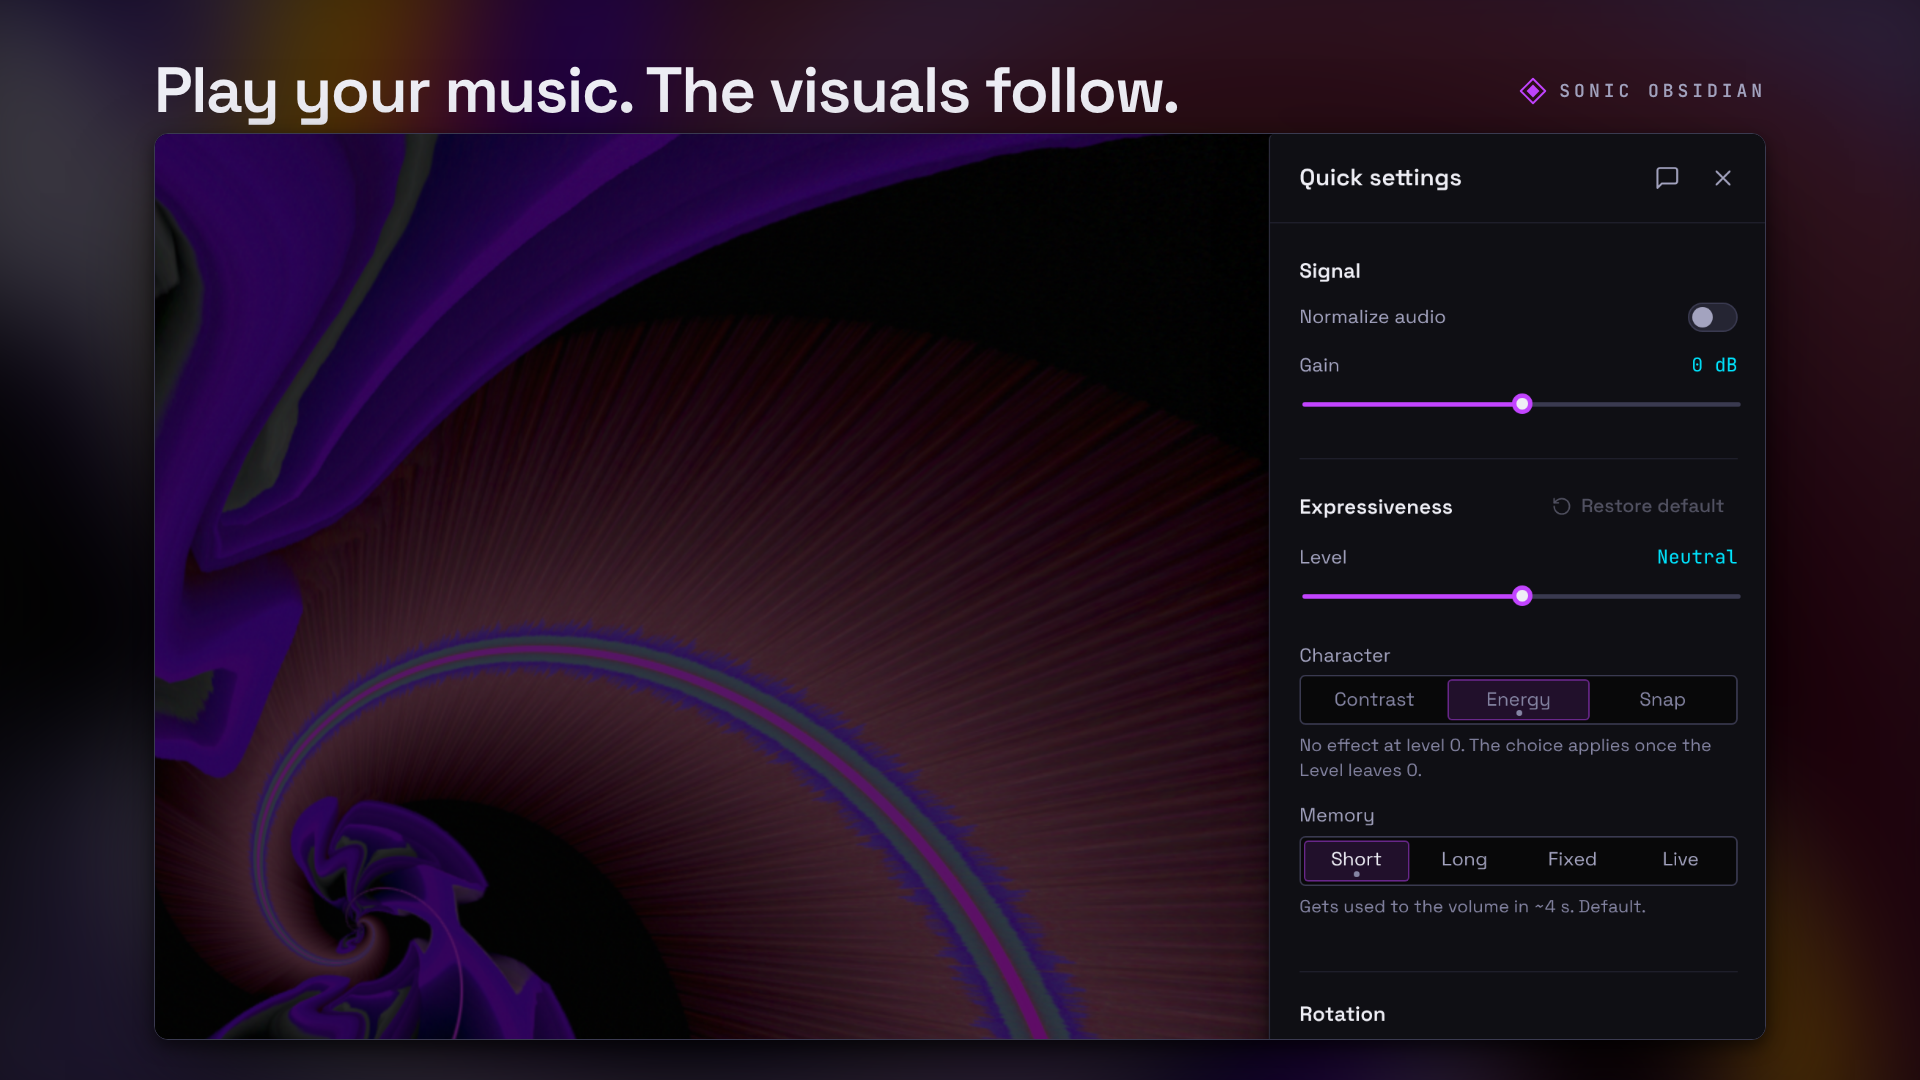 Play your music. The visuals follow.
SONIC OBSIDIAN
Quick settings
Signal
Normalize audio
Gain 0 dB
Expressiveness Restore default
Level Neutral
Character
Contrast Energy Snap
No effect at level 0. The choice applies once the
Level leaves 0.
Memory
Short Long Fixed Live
Gets used to the volume in ~4 s. Default.
Rotation